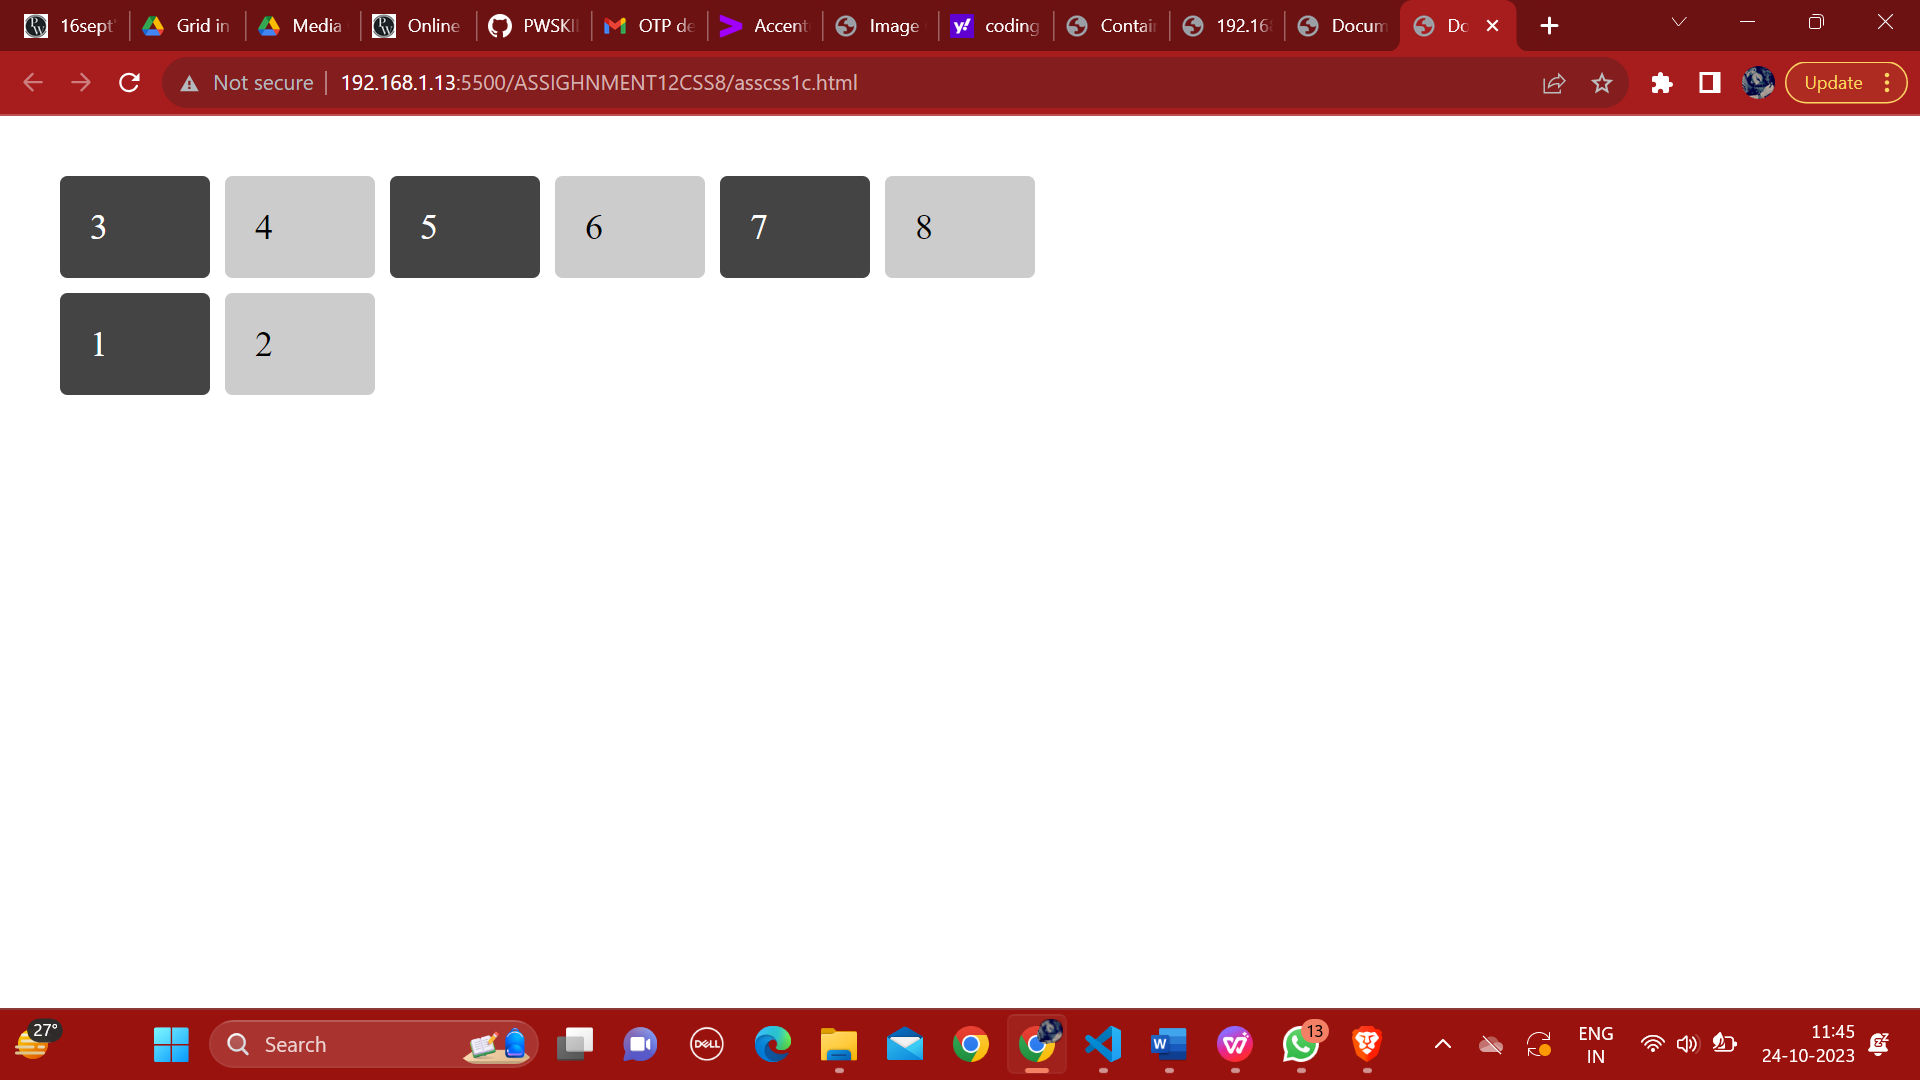 16sept
Grid in
Media
Online
PWSKI
OTP de
Accent
Image
coding
Contai
192.16
Docum
Do
Not secure
192.168.1.13:5500/ASSIGHNMENT12CSS8/asscss1c.html
Update
3 4 5 6 7 8
1 2
27°
Search
DELL
13
ENG
IN
11:45
24-10-2023